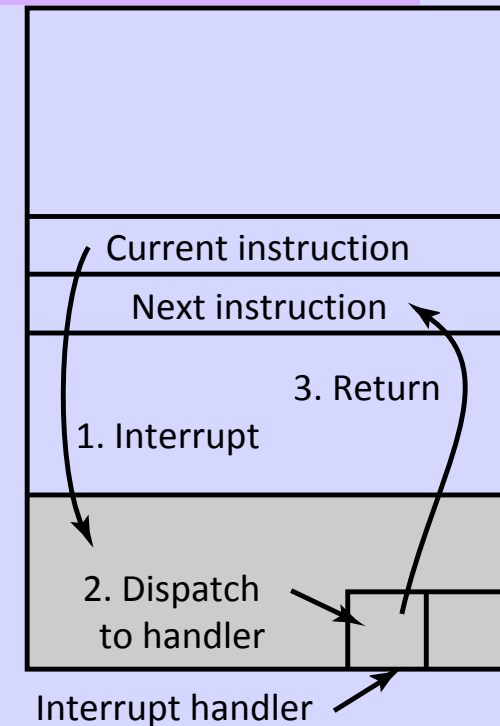 Current instruction
Next instruction
3. Return
1. Interrupt
2. Dispatch
to handler
Interrupt handler